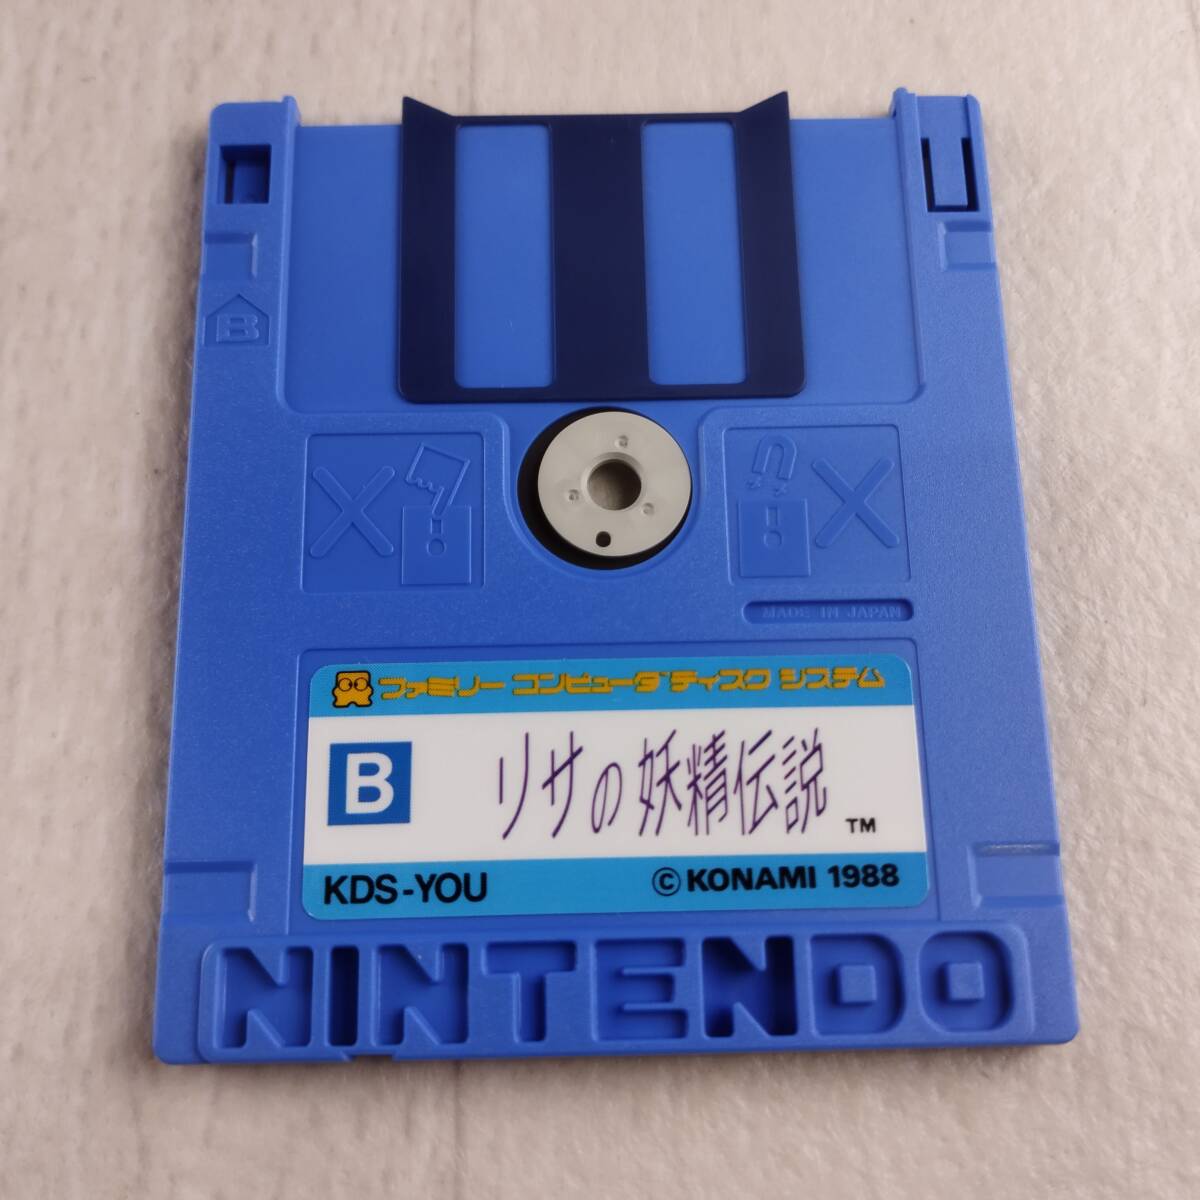 B
MADE IN JAPAN
ファミリー コンピュータ ディスク システム
B
リサの妖精伝説 TM
KDS-YOU
© KONAMI 1988
NINTENDO